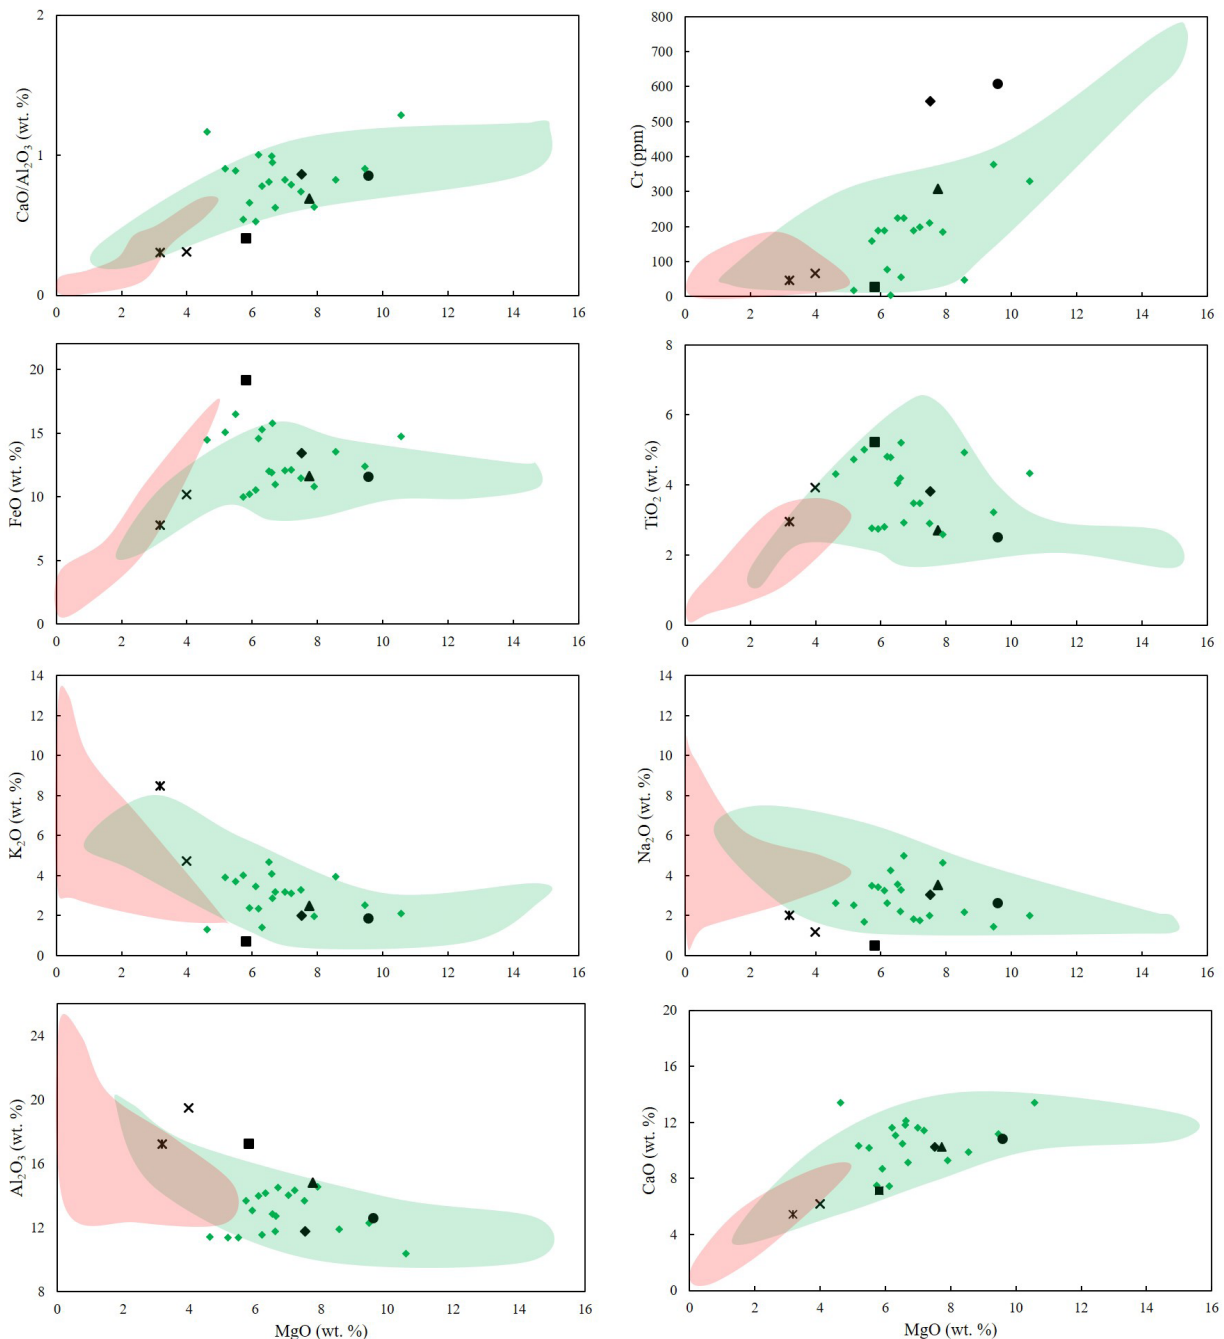 2
1
0
CaO/Al₂O₃ (wt. %)
0 2 4 6 8 10 12 14 16
800
700
600
500
400
300
200
100
0
Cr (ppm)
0 2 4 6 8 10 12 14 16
20
15
10
5
0
FeO (wt. %)
0 2 4 6 8 10 12 14 16
8
6
4
2
0
TiO₂ (wt. %)
0 2 4 6 8 10 12 14 16
14
12
10
8
6
4
2
0
K₂O (wt. %)
0 2 4 6 8 10 12 14 16
14
12
10
8
6
4
2
0
Na₂O (wt. %)
0 2 4 6 8 10 12 14 16
24
20
16
12
8
Al₂O₃ (wt. %)
0 2 4 6 8 10 12 14 16
MgO (wt. %)
20
16
12
8
4
0
CaO (wt. %)
0 2 4 6 8 10 12 14 16
MgO (wt. %)